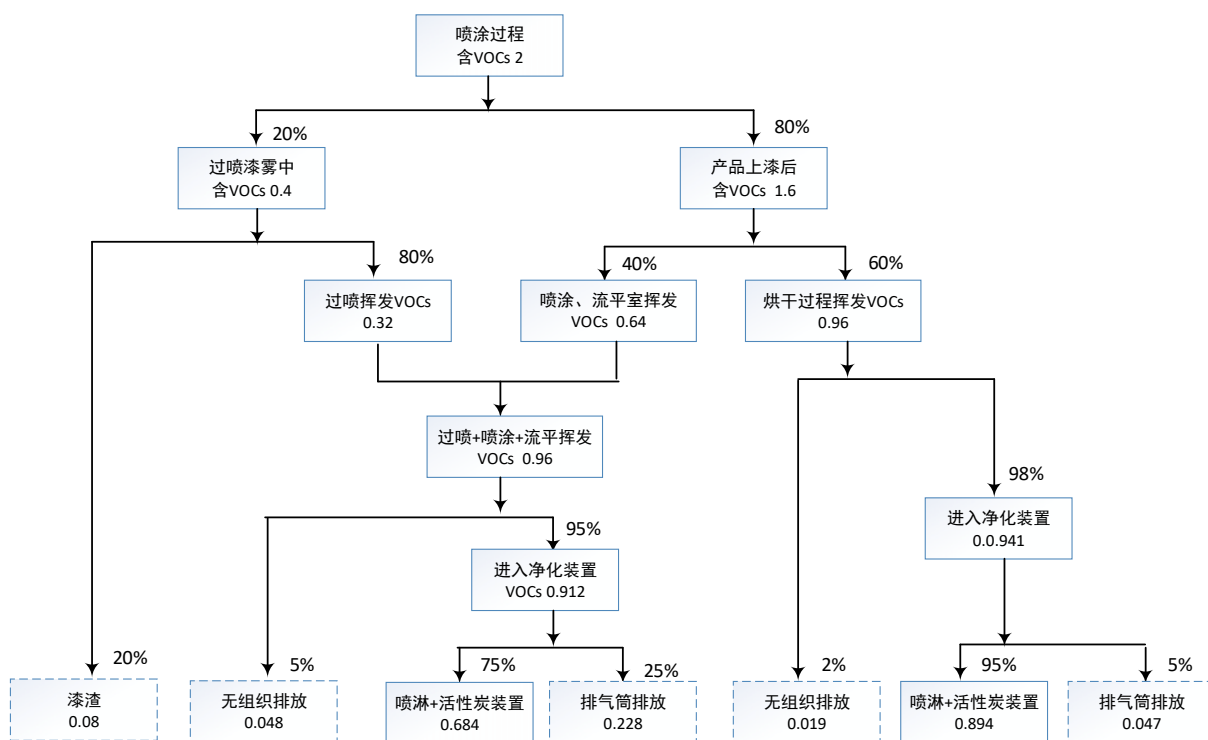 喷涂过程
含VOCs 2
20%
80%
过喷漆雾中
含VOCs 0.4
产品上漆后
含VOCs 1.6
80%
40%
60%
过喷挥发VOCs
0.32
喷涂、流平室挥发
VOCs 0.64
烘干过程挥发VOCs
0.96
过喷+喷涂+流平挥发
VOCs 0.96
98%
进入净化装置
0.0.941
95%
进入净化装置
VOCs 0.912
20%
5%
75%
25%
2%
95%
5%
漆渣
0.08
无组织排放
0.048
喷淋+活性炭装置
0.684
排气筒排放
0.228
无组织排放
0.019
喷淋+活性炭装置
0.894
排气筒排放
0.047